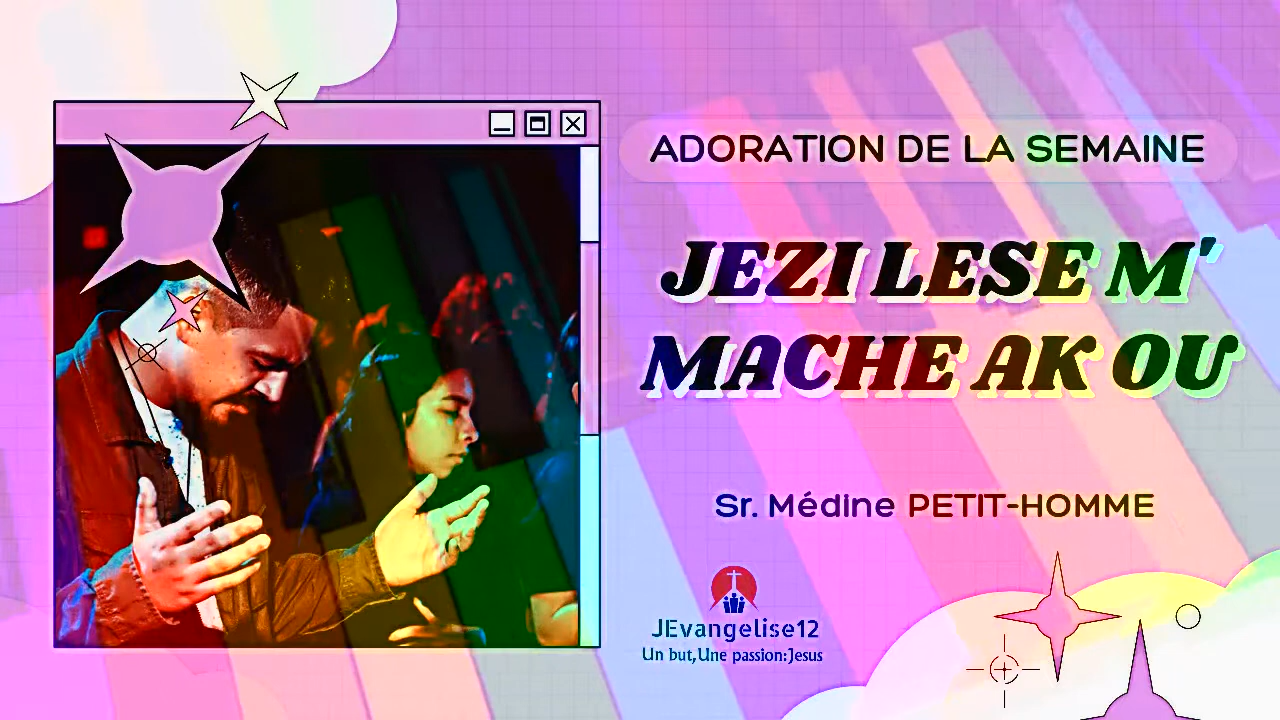 ADORATION DE LA SEMAINE
JEZI LESE M'
MACHE AK OU
Sr. Médine PETIT-HOMME
JEvangelise12
Un but,Une passion:Jesus